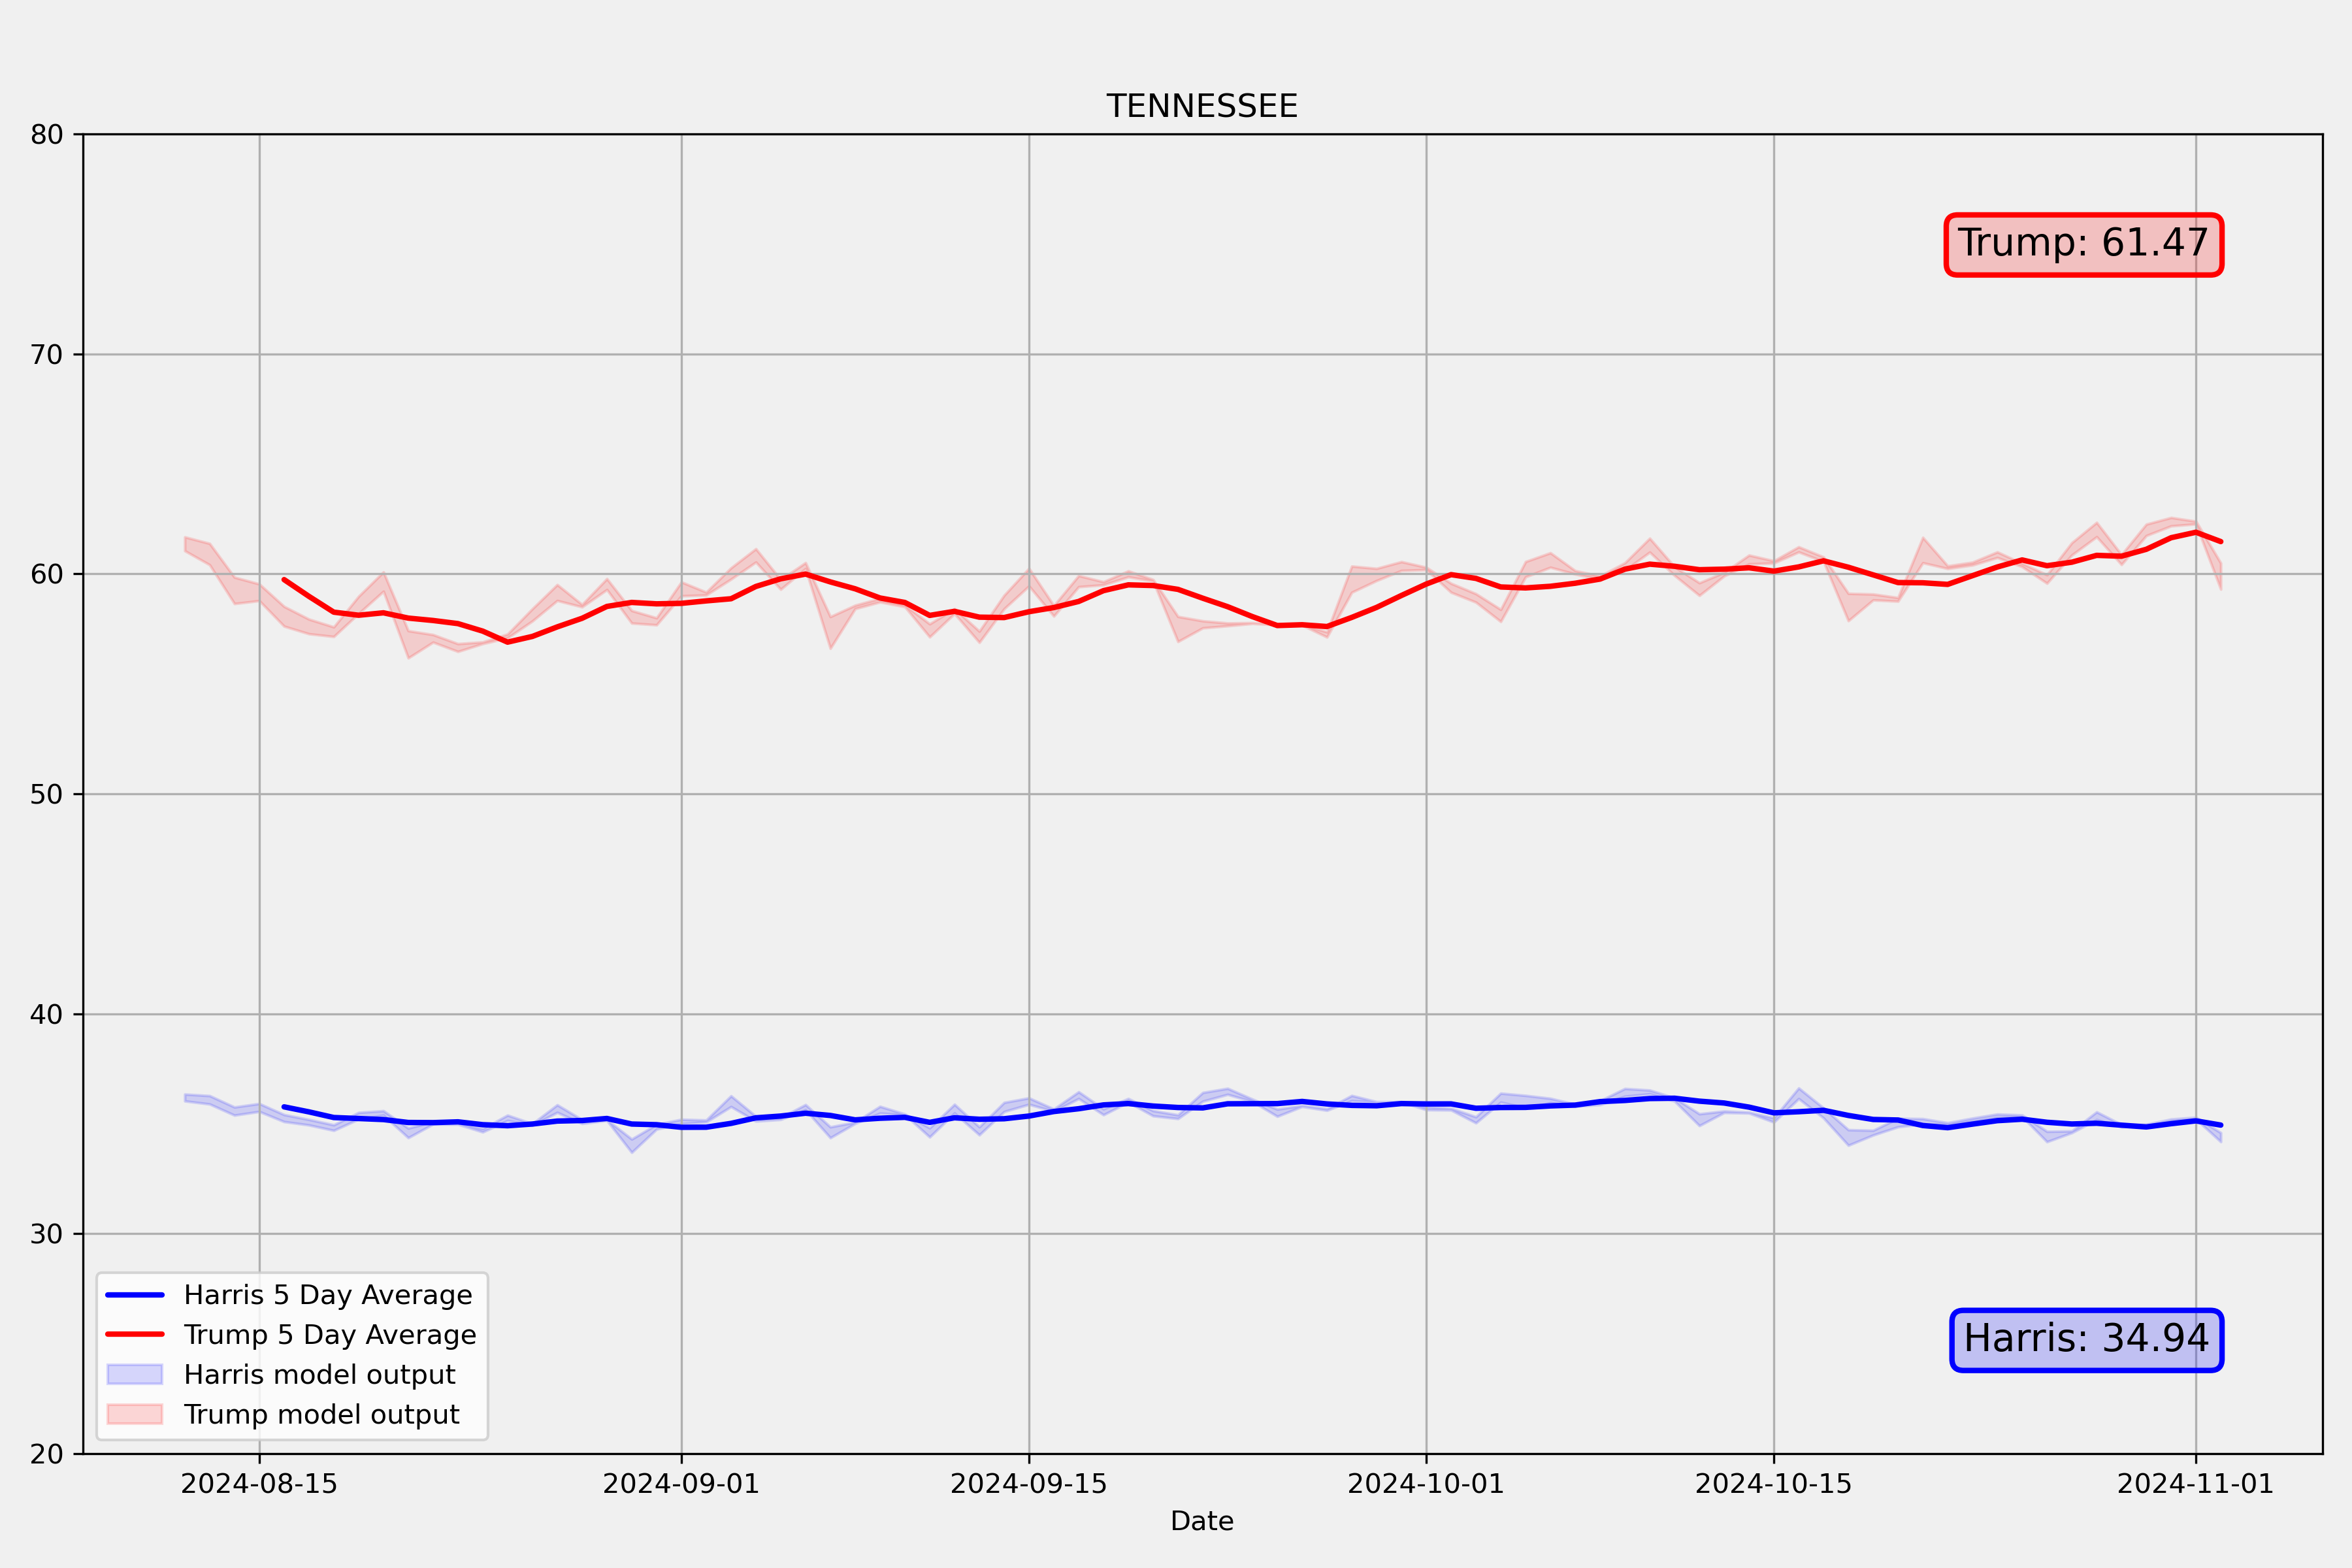 TENNESSEE
80
70
60
50
40
30
20
Trump: 61.47
Harris: 34.94
Harris 5 Day Average
Trump 5 Day Average
Harris model output
Trump model output
2024-08-15
2024-09-01
2024-09-15
2024-10-01
2024-10-15
2024-11-01
Date